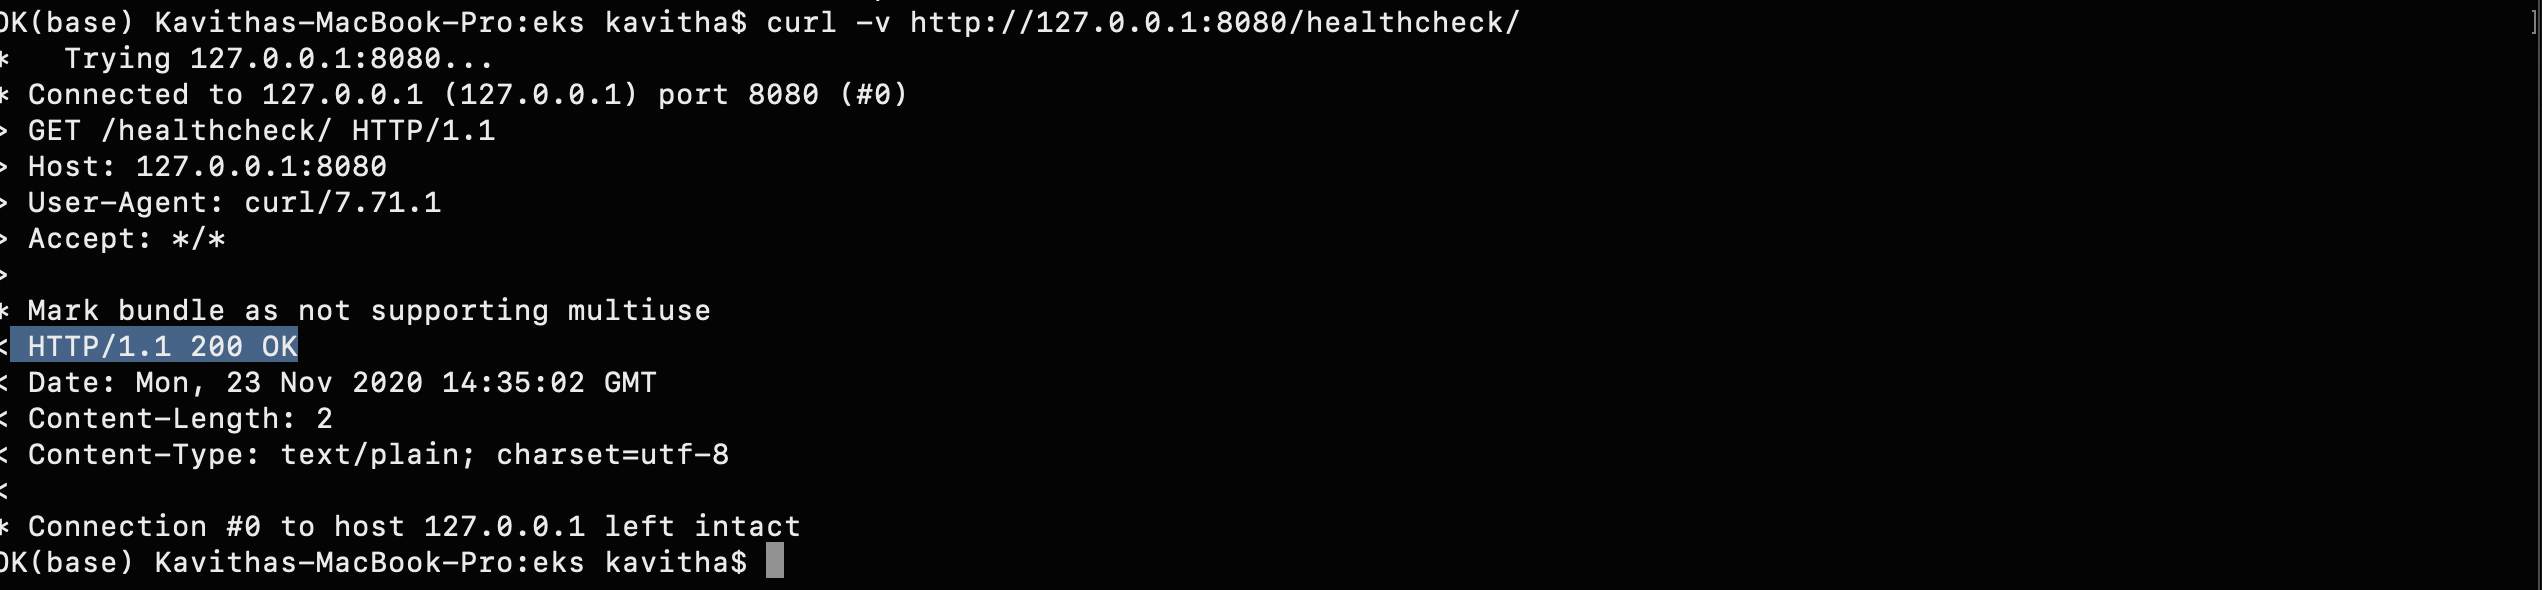 OK(base) Kavithas-MacBook-Pro:eks kavitha$ curl -v http://127.0.0.1:8080/healthcheck/ ]
*   Trying 127.0.0.1:8080...
* Connected to 127.0.0.1 (127.0.0.1) port 8080 (#0)
> GET /healthcheck/ HTTP/1.1
> Host: 127.0.0.1:8080
> User-Agent: curl/7.71.1
> Accept: */*
>
* Mark bundle as not supporting multiuse
< HTTP/1.1 200 OK
< Date: Mon, 23 Nov 2020 14:35:02 GMT
< Content-Length: 2
< Content-Type: text/plain; charset=utf-8
<
* Connection #0 to host 127.0.0.1 left intact
OK(base) Kavithas-MacBook-Pro:eks kavitha$